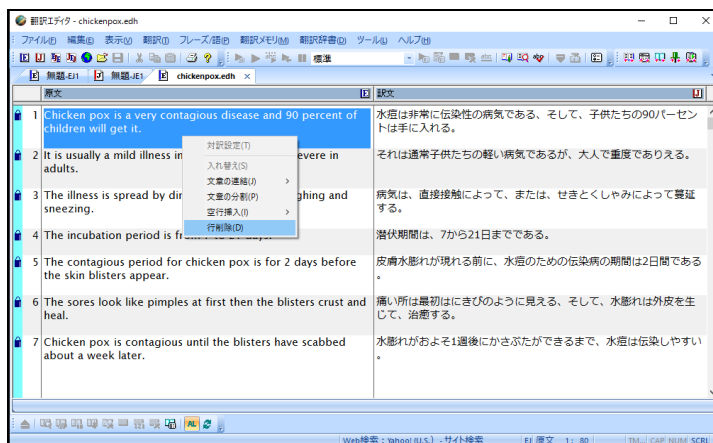 翻訳エディタ - chickenpox.edh
ファイル(F) 編集(E) 表示(V) 翻訳(T) フレーズ/語(P) 翻訳メモリ(M) 翻訳辞書(D) ツール(L) ヘルプ(H)
標準
無題-EJ1 無題-JE1 chickenpox.edh ×
原文 E 訳文 J
1 Chicken pox is a very contagious disease and 90 percent of 水痘は非常に伝染性の病気である、そして、子供たちの90パーセン
children will get it. トは手に入れる。
対訳設定(T)
2 It is usually a mild illness in evere in それは通常子供たちの軽い病気であるが、大人で重度でありえる。
adults.
入れ替え(S)
文章の連結(J)
3 The illness is spread by dir ghing and 病気は、直接接触によって、または、せきとくしゃみによって蔓延
sneezing. する。
文章の分割(P)
空行挿入(I)
行削除(D)
4 The incubation period is 潜伏期間は、7から21日までである。
5 The contagious period for chicken pox is for 2 days before 皮膚水膨れが現れる前に、水痘のための伝染病の期間は2日間である
the skin blisters appear. 。
6 The sores look like pimples at first then the blisters crust and 痛い所は最初はにきびのように見える、そして、水膨れは外皮を生
heal. じて、治癒する。
7 Chicken pox is contagious until the blisters have scabbed 水膨れがおよそ1週後にかさぶたができるまで、水痘は伝染しやすい
about a week later. 。
AL
Web検索：Yahoo! (U.S.) - サイト検索 EJ 原文 1: 80 TM... CAP NUM SCRL